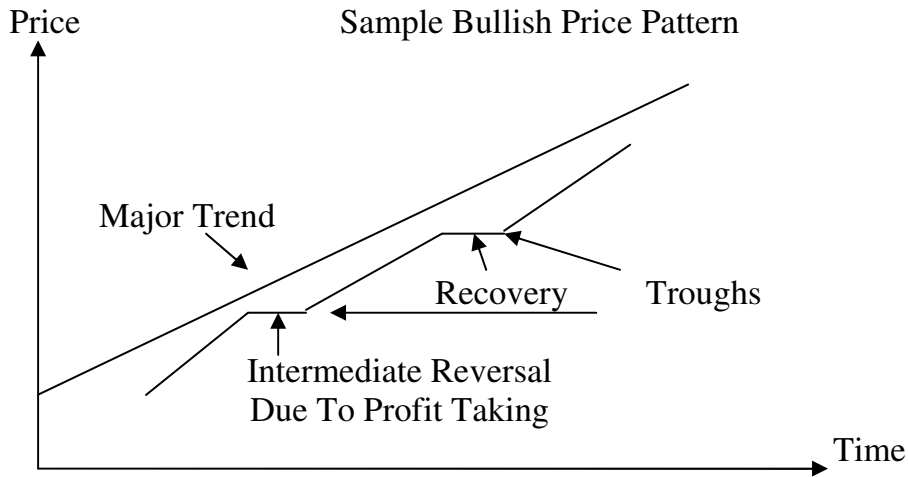 Price
Sample Bullish Price Pattern
Major Trend
Recovery
Troughs
Intermediate Reversal
Due To Profit Taking
Time